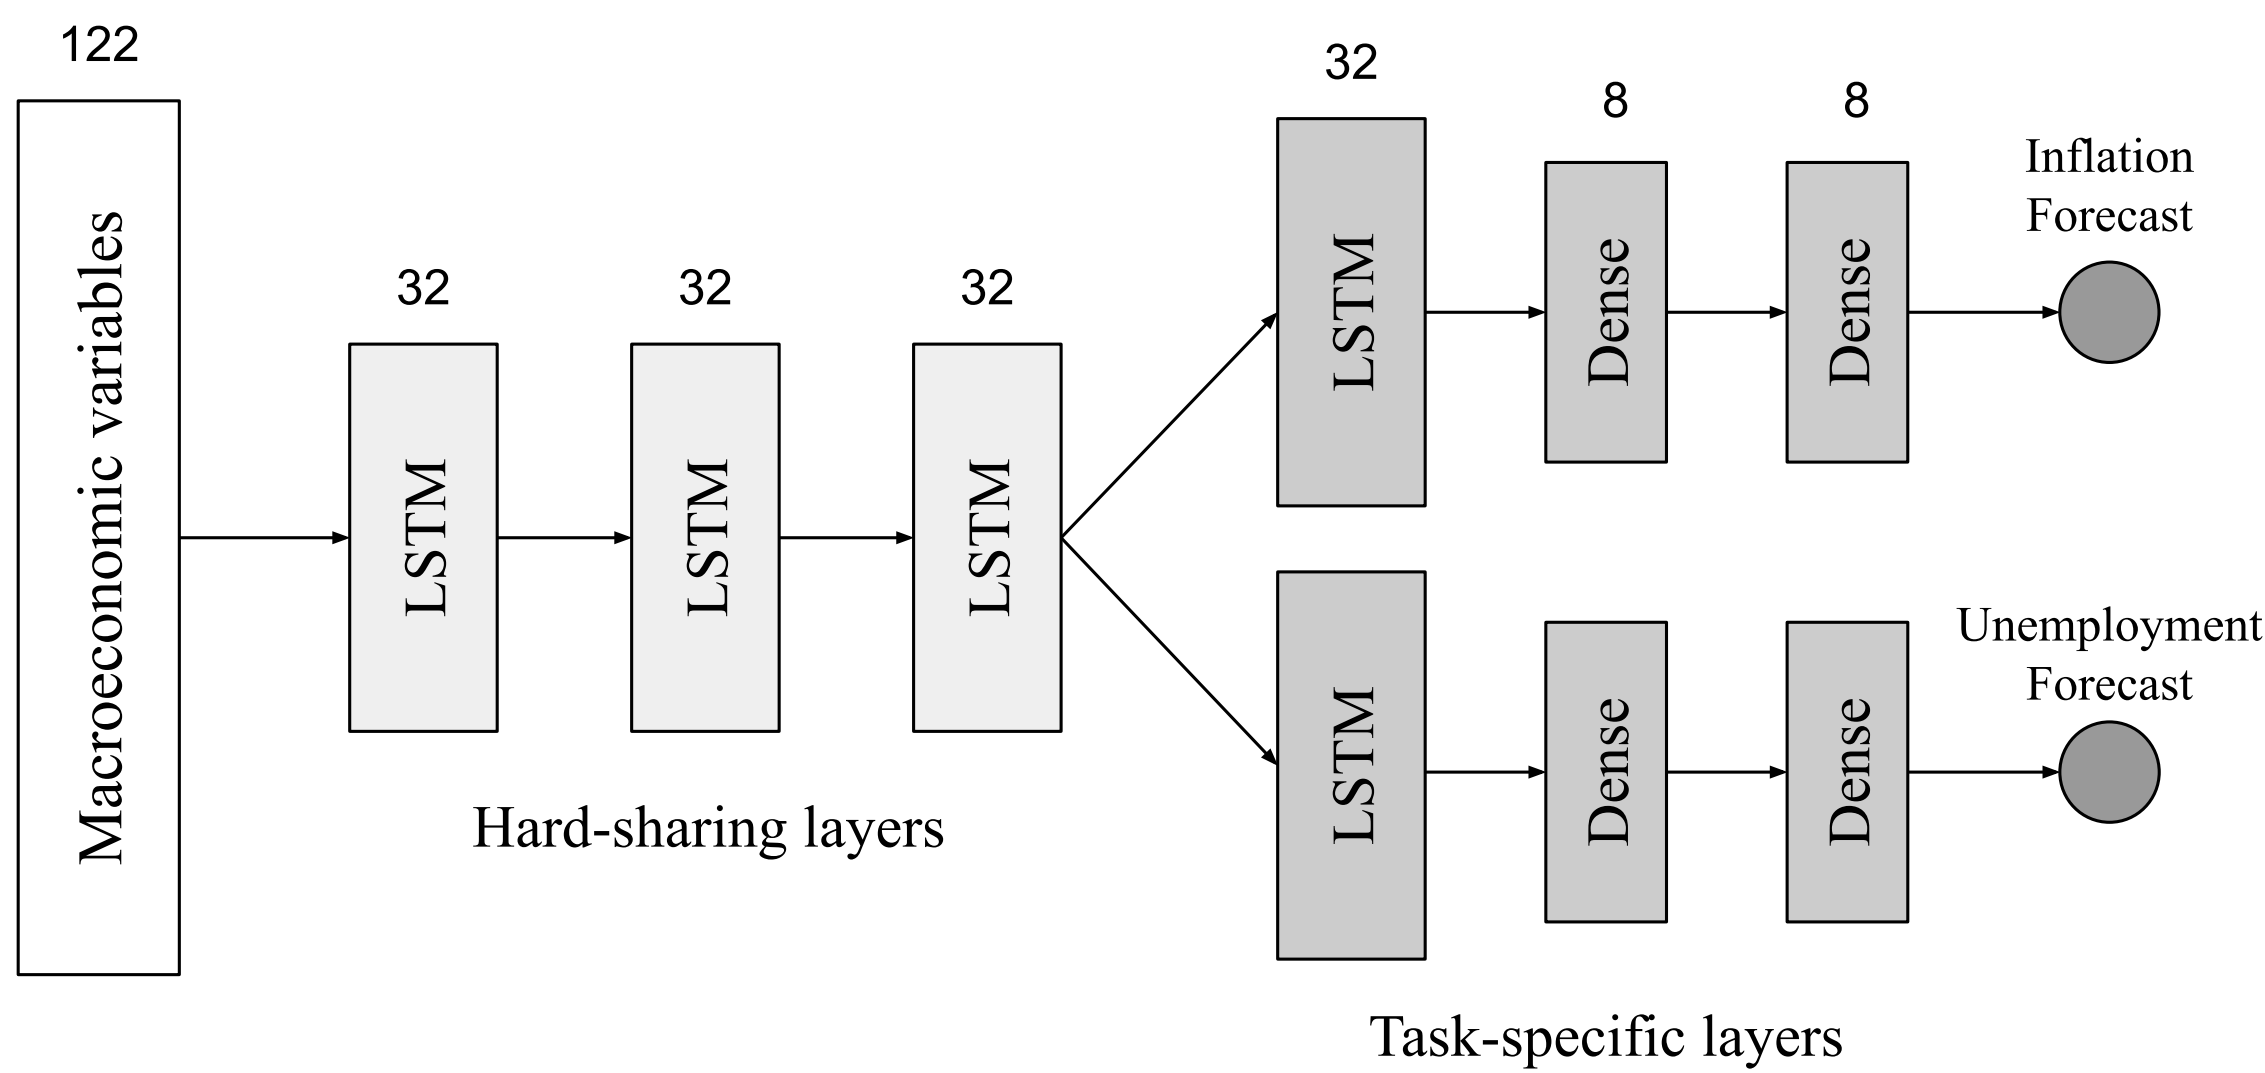 122
Macroeconomic variables
32
LSTM
32
LSTM
32
LSTM
Hard-sharing layers
32
LSTM
8
Dense
8
Dense
Inflation
Forecast
LSTM
Dense
Dense
Unemployment
Forecast
Task-specific layers